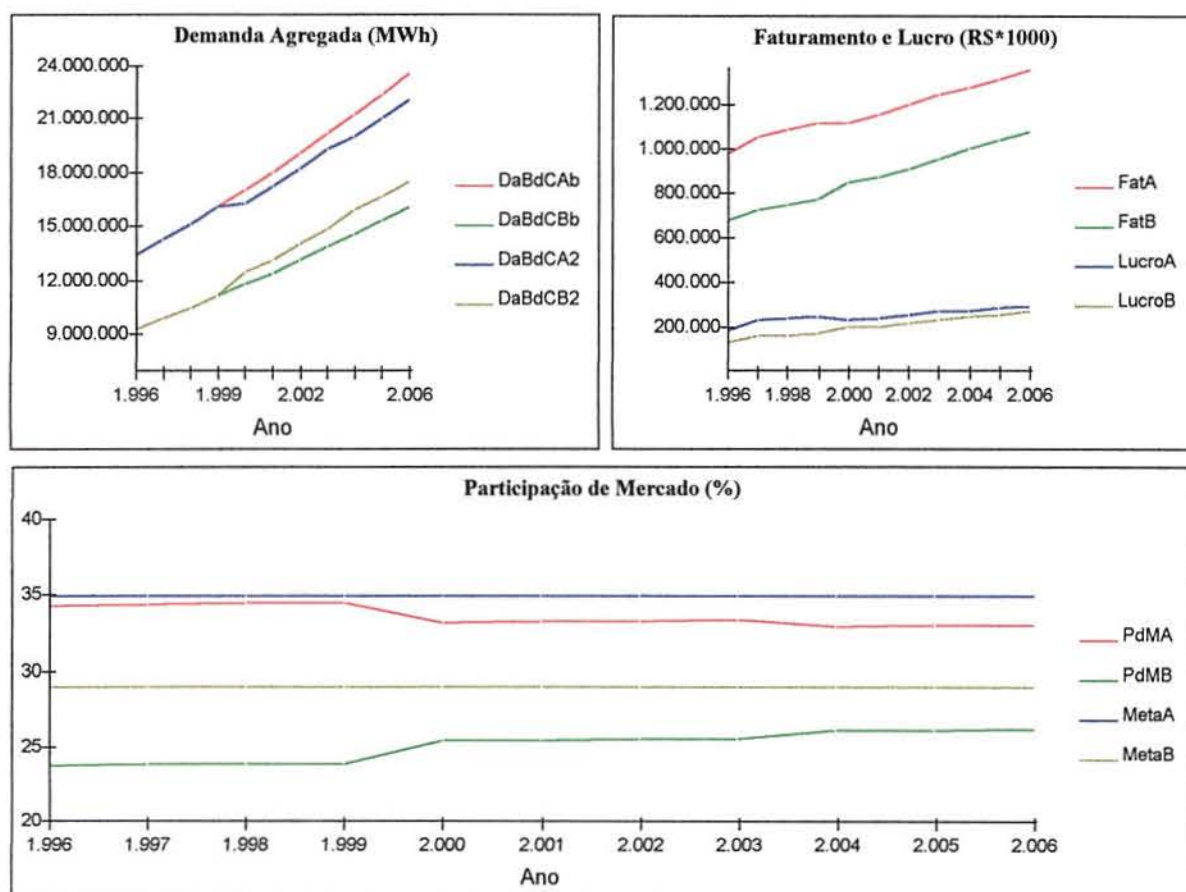 Demanda Agregada (MWh)
24.000.000
21.000.000
18.000.000
15.000.000
12.000.000
9.000.000
1.996
1.999
2.002
2.006
Ano
DaBdCAb
DaBdCBb
DaBdCA2
DaBdCB2
Faturamento e Lucro (RS*1000)
1.200.000
1.000.000
800.000
600.000
400.000
200.000
1.996
1.998
2.000
2.002
2.004
2.006
Ano
FatA
FatB
LucroA
LucroB
Participação de Mercado (%)
40
35
30
25
20
1.996
1.997
1.998
1.999
2.000
2.001
2.002
2.003
2.004
2.005
2.006
Ano
PdMA
PdMB
MetaA
MetaB